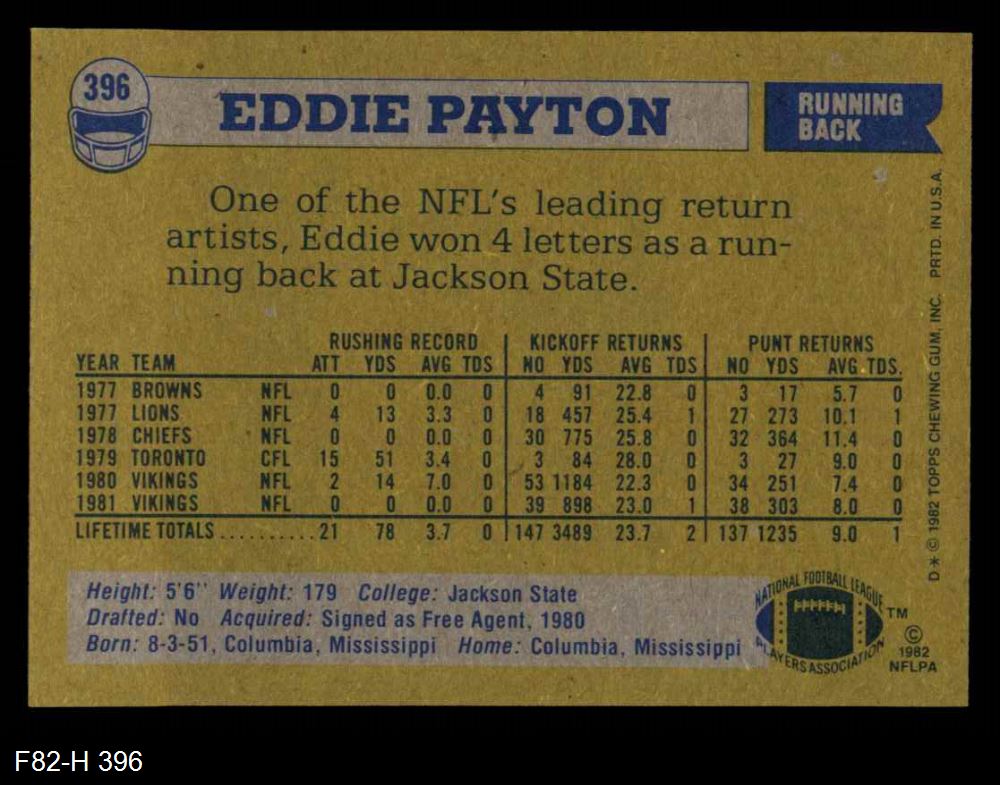 396
EDDIE PAYTON
RUNNING
BACK
One of the NFL's leading return
artists, Eddie won 4 letters as a run-
ning back at Jackson State.
RUSHING RECORD KICKOFF RETURNS PUNT RETURNS
YEAR TEAM ATT YDS AVG TDS NO YDS AVG TDS NO YDS AVG. TDS.
1977 BROWNS NFL 0 0 0.0 0 4 91 22.8 0 3 17 5.7 0
1977 LIONS NFL 4 13 3.3 0 18 457 25.4 1 27 273 10.1 1
1978 CHIEFS NFL 0 0 0.0 0 30 775 25.8 0 32 364 11.4 0
1979 TORONTO CFL 15 51 3.4 0 3 84 28.0 0 3 27 9.0 0
1980 VIKINGS NFL 2 14 7.0 0 53 1184 22.3 0 34 251 7.4 0
1981 VIKINGS NFL 0 0 0.0 0 39 898 23.0 1 38 303 8.0 0
LIFETIME TOTALS .......... 21 78 3.7 0 147 3489 23.7 2 137 1235 9.0 1
Height: 5'6" Weight: 179 College: Jackson State
Drafted: No Acquired: Signed as Free Agent, 1980
Born: 8-3-51, Columbia, Mississippi Home: Columbia, Mississippi
NATIONAL FOOTBALL LEAGUE
PLAYERS ASSOCIATION
TM
©
1982
NFLPA
D* © 1982 TOPPS CHEWING GUM, INC. PRTD. IN U.S.A.
F82-H 396